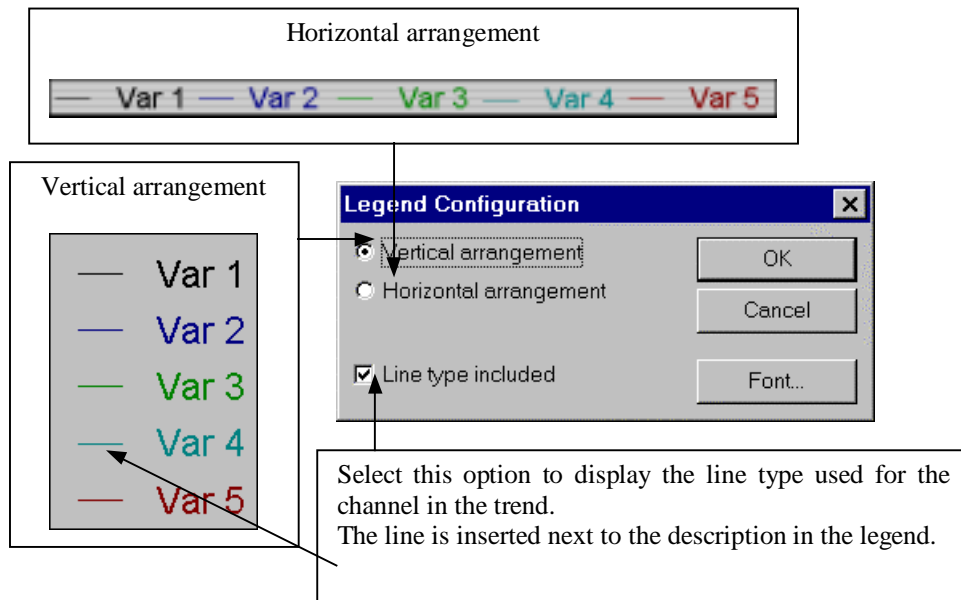 Horizontal arrangement
Var 1 Var 2 Var 3 Var 4 Var 5
Vertical arrangement
Var 1
Var 2
Var 3
Var 4
Var 5
Legend Configuration
Vertical arrangement
Horizontal arrangement
Line type included
OK
Cancel
Font...
Select this option to display the line type used for the
channel in the trend.
The line is inserted next to the description in the legend.